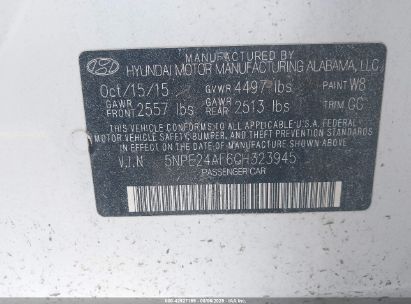 MANUFACTURED BY
HYUNDAI MOTOR MANUFACTURING ALABAMA, LLC
Oct/15/15 GVWR 4497 lbs PAINT W8
GAWR FRONT 2557 lbs GAWR REAR 2513 lbs TRIM GG
THIS VEHICLE CONFORMS TO ALL APPLICABLE FEDERAL
MOTOR VEHICLE SAFETY, BUMPER, AND THEFT PREVENTION STANDARDS
IN EFFECT ON THE DATE OF MANUFACTURE SHOWN ABOVE.
V.I.N 5NPE24AF6GH323945
PASSENGER CAR